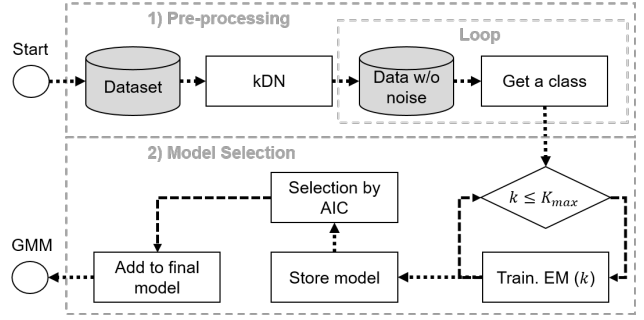 1) Pre-processing
Loop
Start
Dataset
kDN
Data w/o
noise
Get a class
2) Model Selection
Selection by
AIC
k ≤ K_max
GMM
Add to final
model
Store model
Train. EM (k)